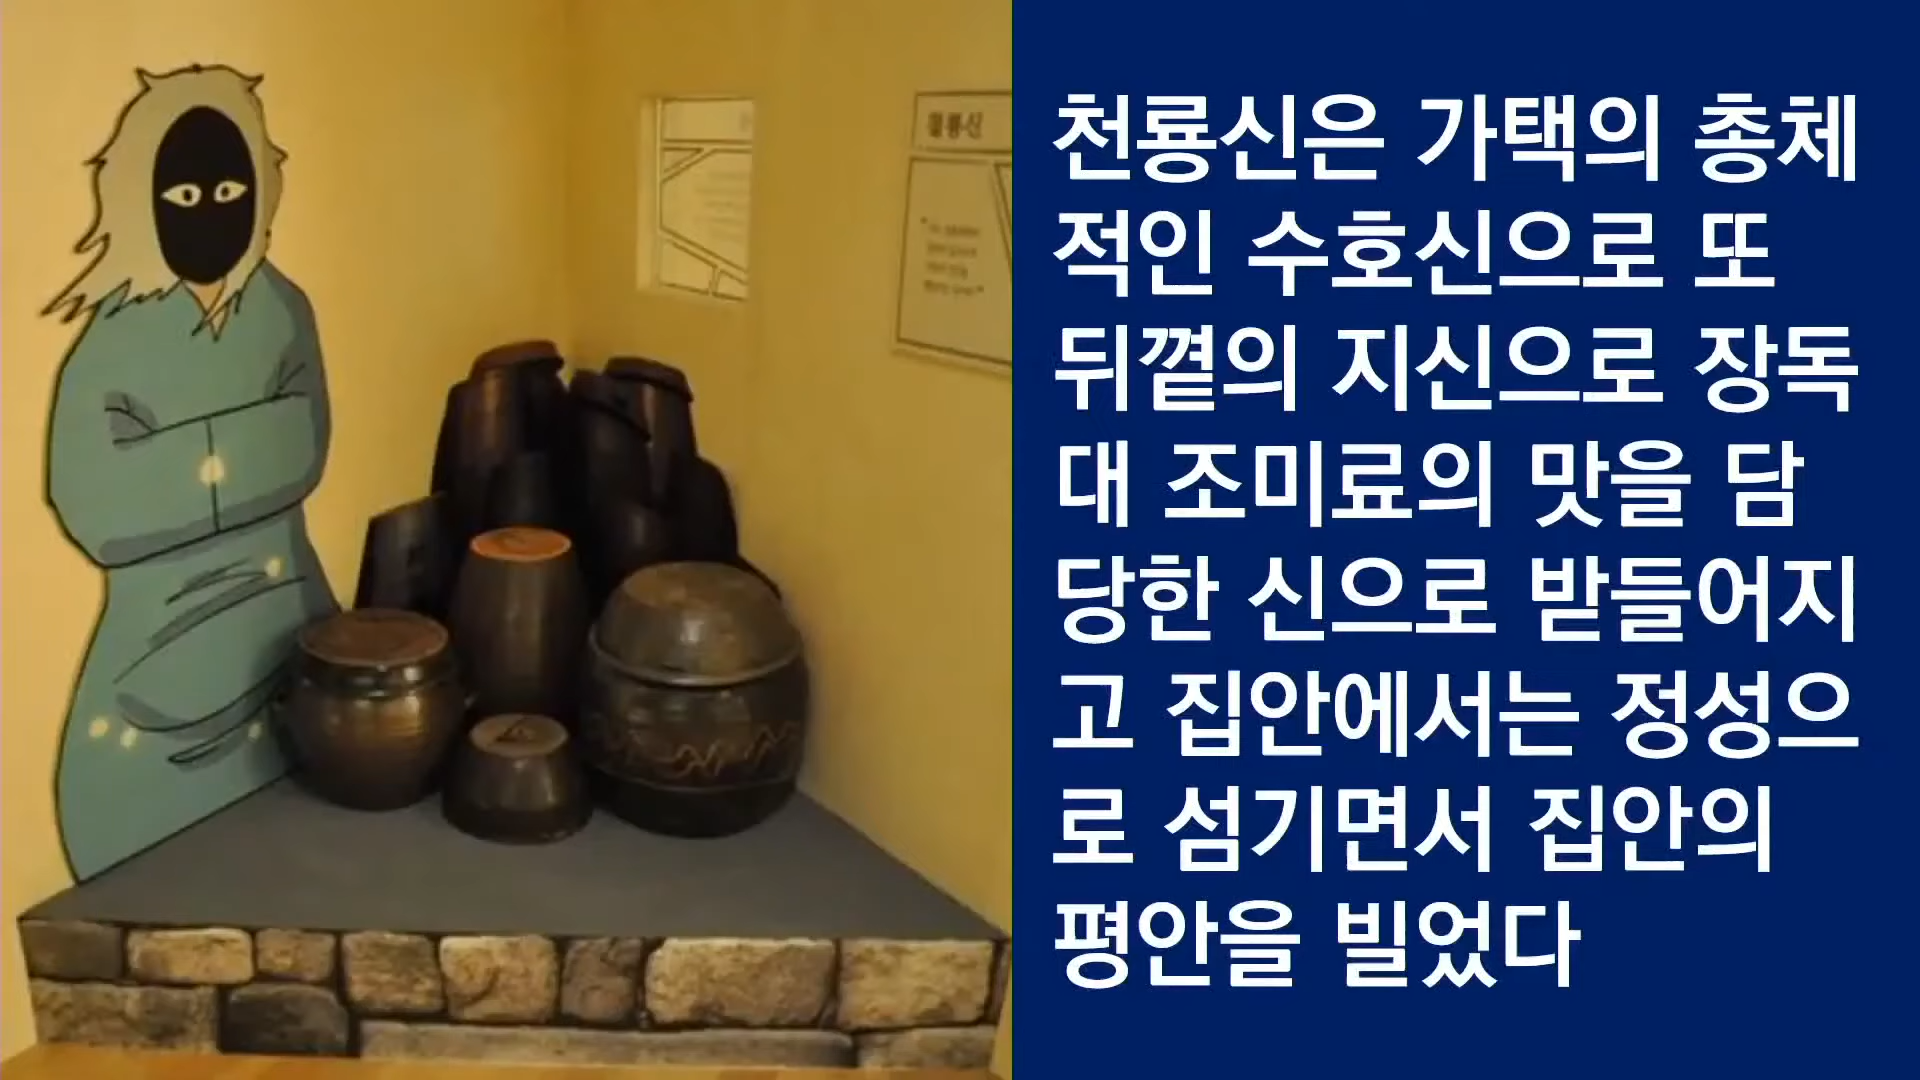 천룡신은 가택의 총체
적인 수호신으로 또
뒤꼍의 지신으로 장독
대 조미료의 맛을 담
당한 신으로 받들어지
고 집안에서는 정성으
로 섬기면서 집안의
평안을 빌었다